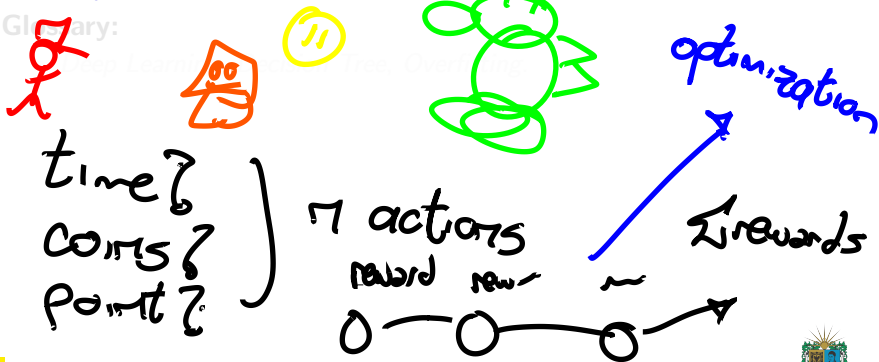 Glossary:
optimization
time?
coins?
point?
n actions
Σ rewards
reward